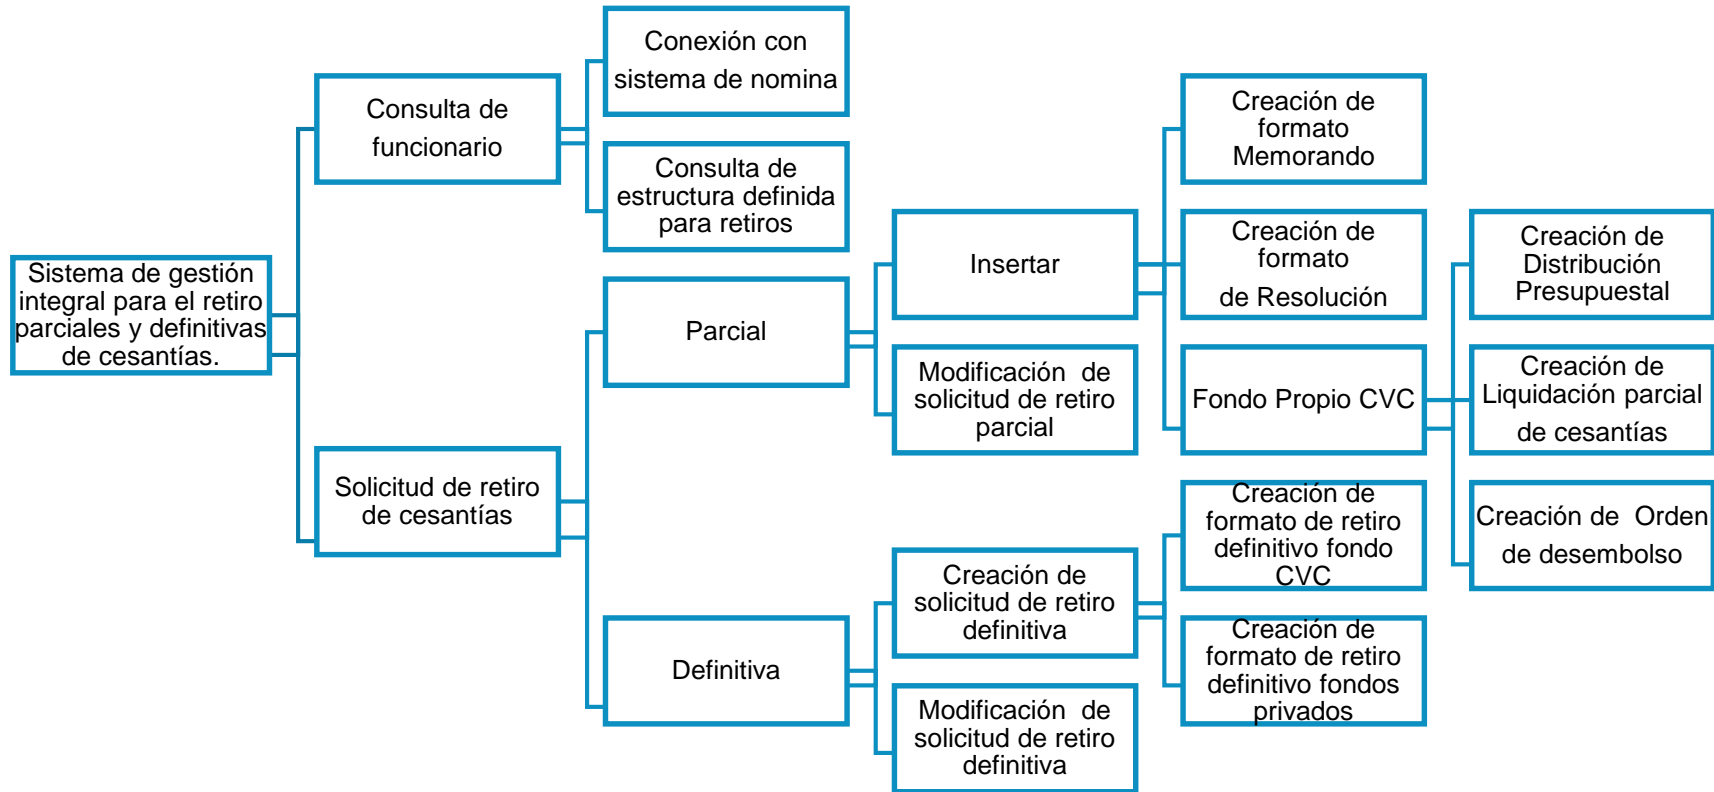 Sistema de gestión
integral para el retiro
parciales y definitivas
de cesantías.
Consulta de
funcionario
Conexión con
sistema de nomina
Consulta de
estructura definida
para retiros
Solicitud de retiro
de cesantías
Parcial
Insertar
Creación de
formato
Memorando
Creación de
formato
de Resolución
Fondo Propio CVC
Creación de
Distribución
Presupuestal
Creación de
Liquidación parcial
de cesantías
Creación de  Orden
de desembolso
Modificación  de
solicitud de retiro
parcial
Definitiva
Creación de
solicitud de retiro
definitiva
Creación de
formato de retiro
definitivo fondo
CVC
Creación de
formato de retiro
definitivo fondos
privados
Modificación  de
solicitud de retiro
definitiva